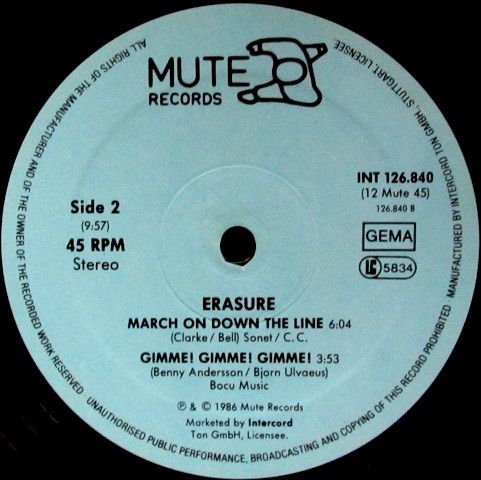 MUTE
RECORDS
INT 126.840
(12 Mute 45)
126.840 B
Side 2
(9:57)
45 RPM
Stereo
GEMA
LC 5834
ERASURE
MARCH ON DOWN THE LINE 6:04
(Clarke / Bell) Sonet / C. C.
GIMME! GIMME! GIMME! 3:53
(Benny Andersson / Bjorn Ulvaeus)
Bocu Music
℗ & © 1986 Mute Records
Marketed by Intercord
Ton GmbH, Licensee.
ALL RIGHTS OF THE MANUFACTURER AND OF THE OWNER OF THE RECORDED WORK RESERVED
UNAUTHORISED PUBLIC PERFORMANCE, BROADCASTING AND COPYING OF THIS RECORD PROHIBITED
MANUFACTURED BY INTERCORD TON GMBH., STUTTGART, LICENSEE